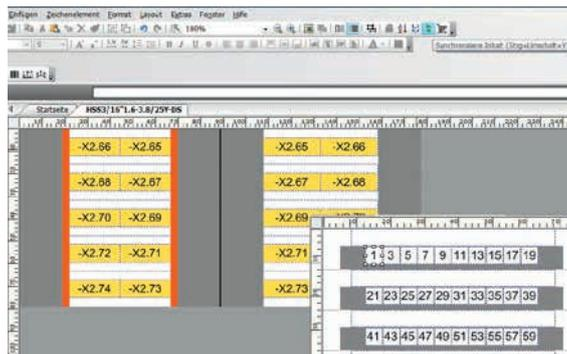 Einfügen Zeichenelement Format Layout Extras Fenster Hilfe
180%
Startseite HSS3/16"1.6-3.8/25Y-DS
-X2.66 -X2.65 -X2.65 -X2.66
-X2.68 -X2.67 -X2.67 -X2.68
-X2.70 -X2.69 -X2.69
-X2.72 -X2.71 -X2.71
-X2.74 -X2.73 -X2.73
1 3 5 7 9 11 13 15 17 19
21 23 25 27 29 31 33 35 37 39
41 43 45 47 49 51 53 55 57 59